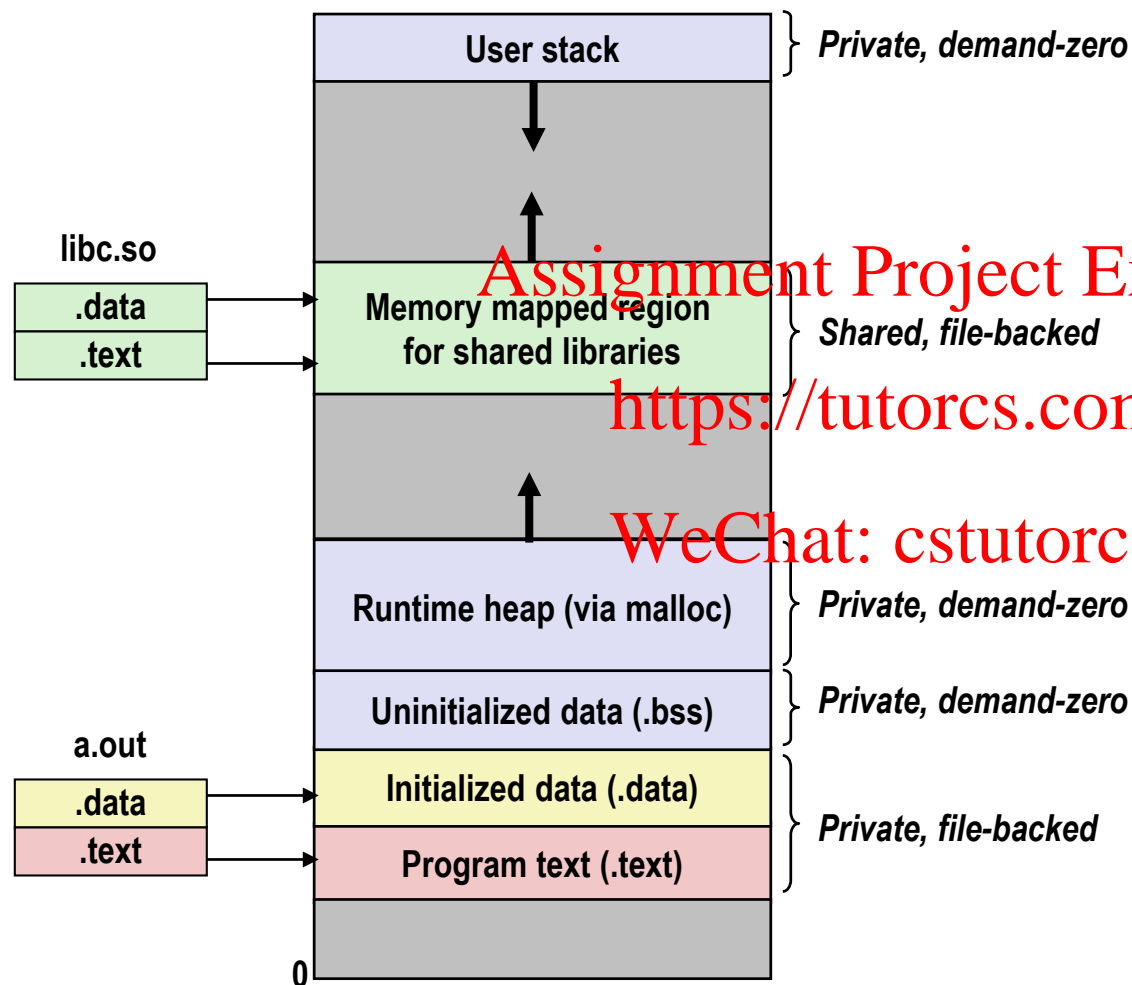 User stack
Private, demand-zero
libc.so
.data
.text
Memory mapped region
for shared libraries
Shared, file-backed
Assignment Project
https://tutorcs.com
WeChat:
Runtime heap (via malloc)
Private, demand-zero
Uninitialized data (.bss)
Private, demand-zero
a.out
.data
.text
Initialized data (.data)
Program text (.text)
Private, file-backed
0